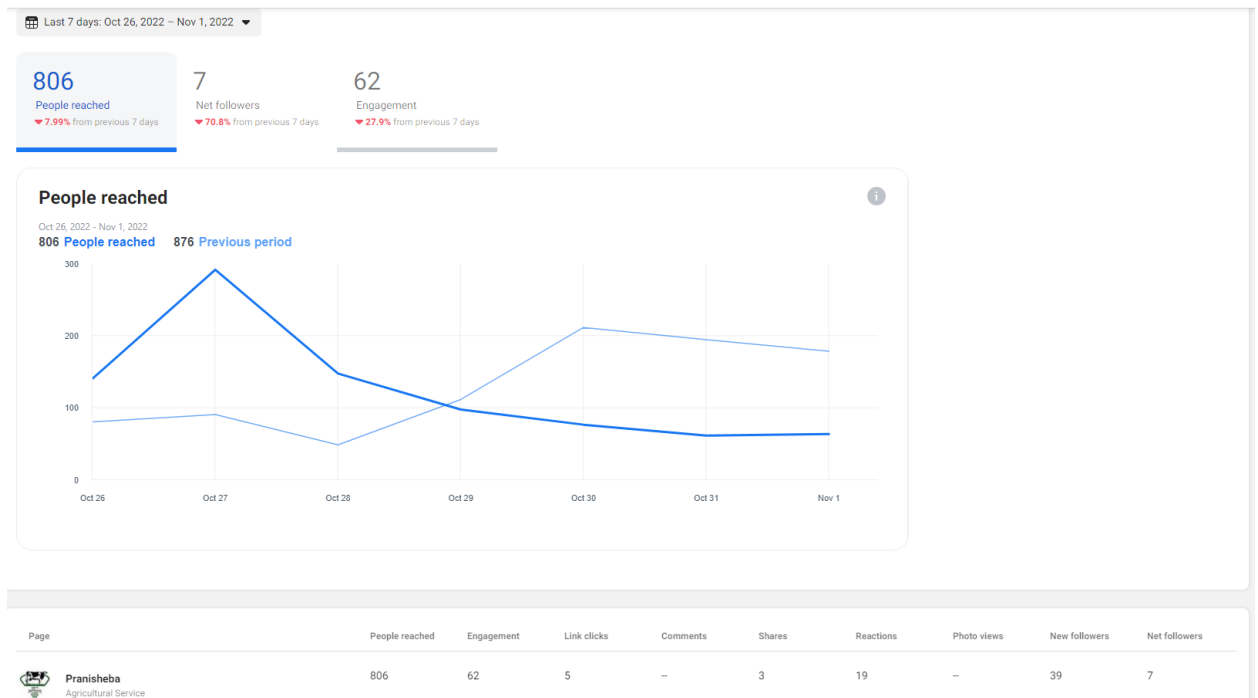 Last 7 days: Oct 26, 2022 – Nov 1, 2022
806
People reached
7.99% from previous 7 days
7
Net followers
70.8% from previous 7 days
62
Engagement
27.9% from previous 7 days
People reached
Oct 26, 2022 - Nov 1, 2022
806 People reached 876 Previous period
300
200
100
0
Oct 26 Oct 27 Oct 28 Oct 29 Oct 30 Oct 31 Nov 1
Page People reached Engagement Link clicks Comments Shares Reactions Photo views New followers Net followers
Pranisheba 806 62 5 -- 3 19 -- 39 7
Agricultural Service